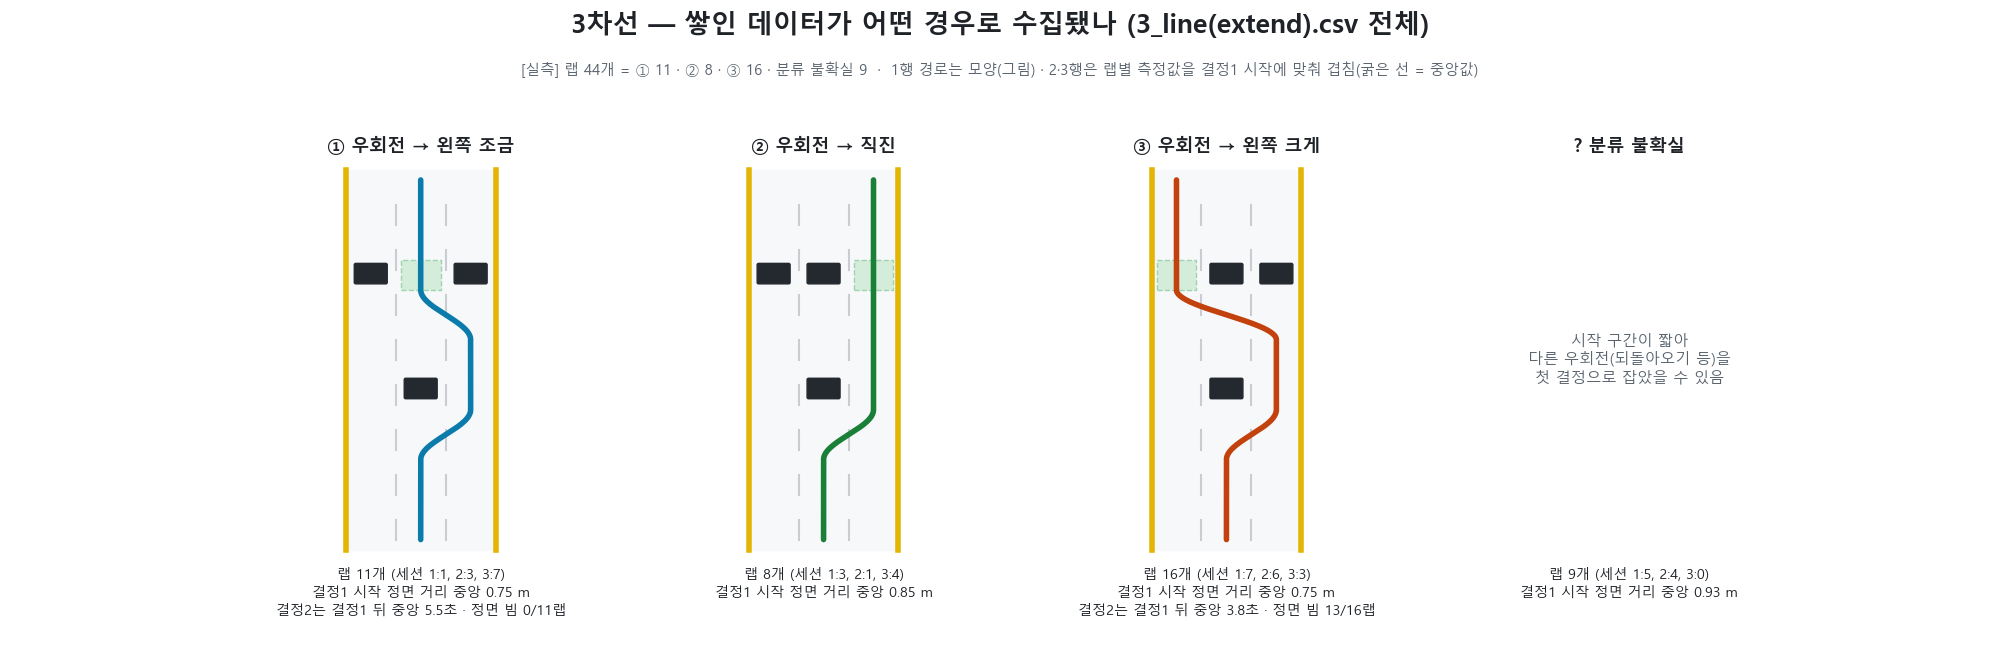 3차선 — 쌓인 데이터가 어떤 경우로 수집됐나 (3_line(extend).csv 전체)
[실측] 랩 44개 = ① 11 · ② 8 · ③ 16 · 분류 불확실 9 · 1행 경로는 모양(그림) · 2·3행은 랩별 측정값을 결정1 시작에 맞춰 겹침(굵은 선 = 중앙값)
① 우회전 → 왼쪽 조금
② 우회전 → 직진
③ 우회전 → 왼쪽 크게
? 분류 불확실
시작 구간이 짧아
다른 우회전(되돌아오기 등)을
첫 결정으로 잡았을 수 있음
랩 11개 (세션 1:1, 2:3, 3:7)
결정1 시작 정면 거리 중앙 0.75 m
결정2는 결정1 뒤 중앙 5.5초 · 정면 빔 0/11랩
랩 8개 (세션 1:3, 2:1, 3:4)
결정1 시작 정면 거리 중앙 0.85 m
랩 16개 (세션 1:7, 2:6, 3:3)
결정1 시작 정면 거리 중앙 0.75 m
결정2는 결정1 뒤 중앙 3.8초 · 정면 빔 13/16랩
랩 9개 (세션 1:5, 2:4, 3:0)
결정1 시작 정면 거리 중앙 0.93 m